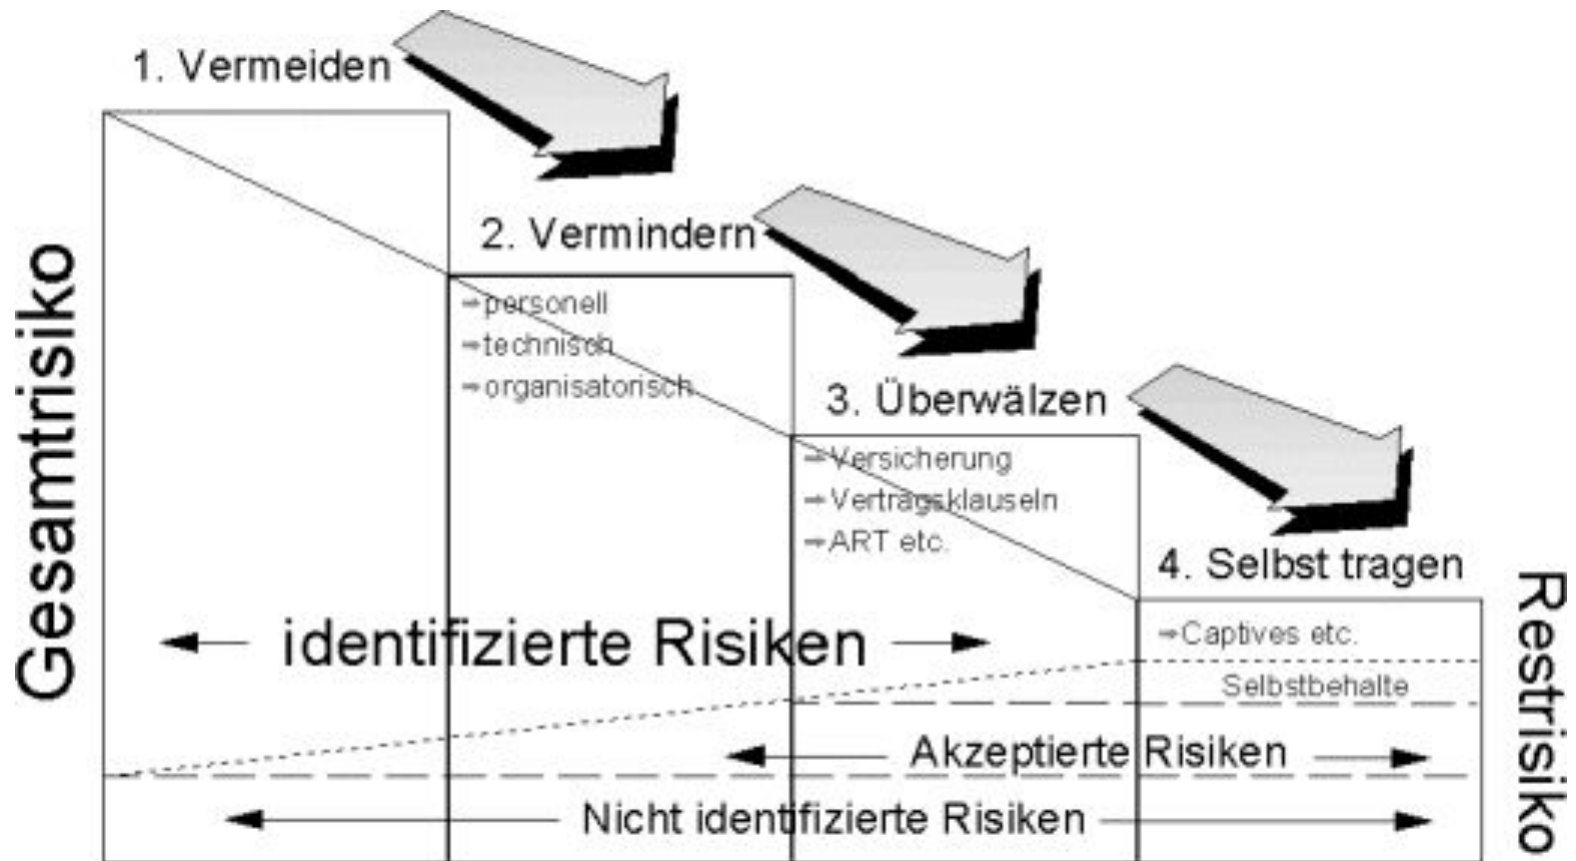 1. Vermeiden
Gesamtrisiko
2. Vermindern
⇒personell
⇒technisch
⇒organisatorisch
3. Überwälzen
⇒Versicherung
⇒Vertragsklauseln
⇒ART etc.
4. Selbst tragen
⇒Captives etc.
Selbstbehalte
Restrisiko
identifizierte Risiken
Akzeptierte Risiken
Nicht identifizierte Risiken